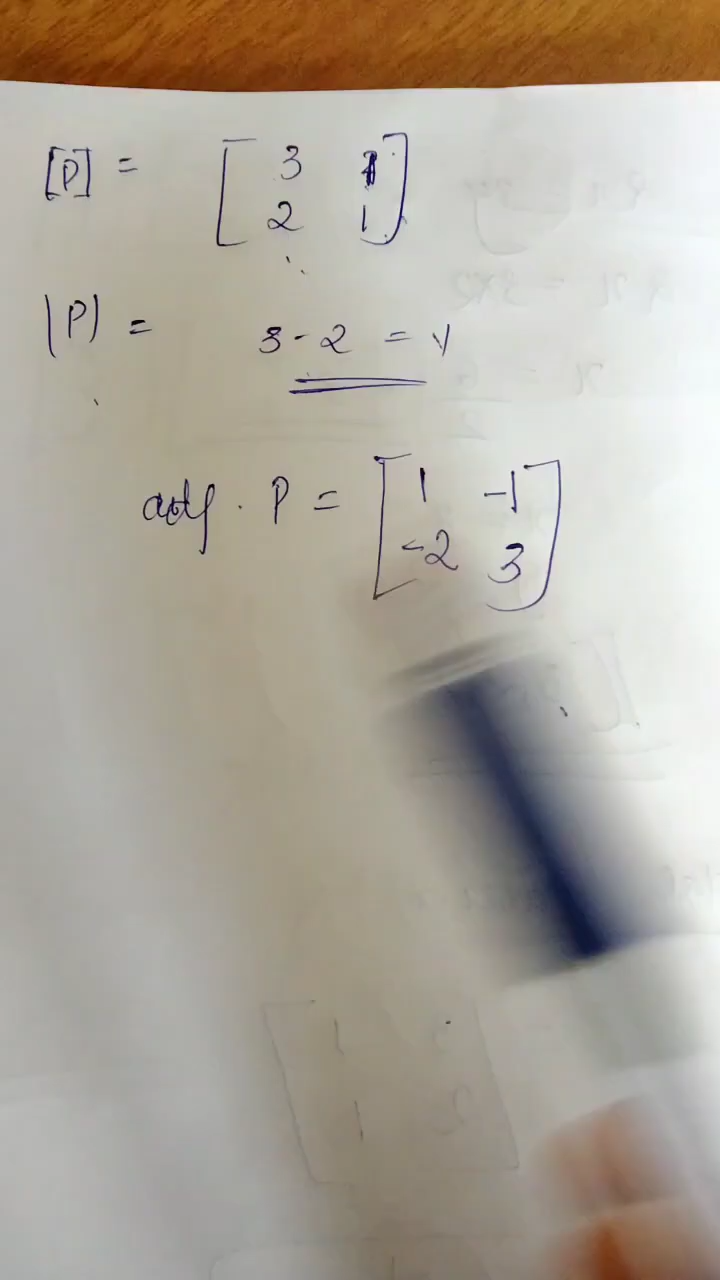 [P] = [ 3 1
2 1 ]
|P| = 3 - 2 = 1
adj. P = [ 1 -1
-2 3 ]